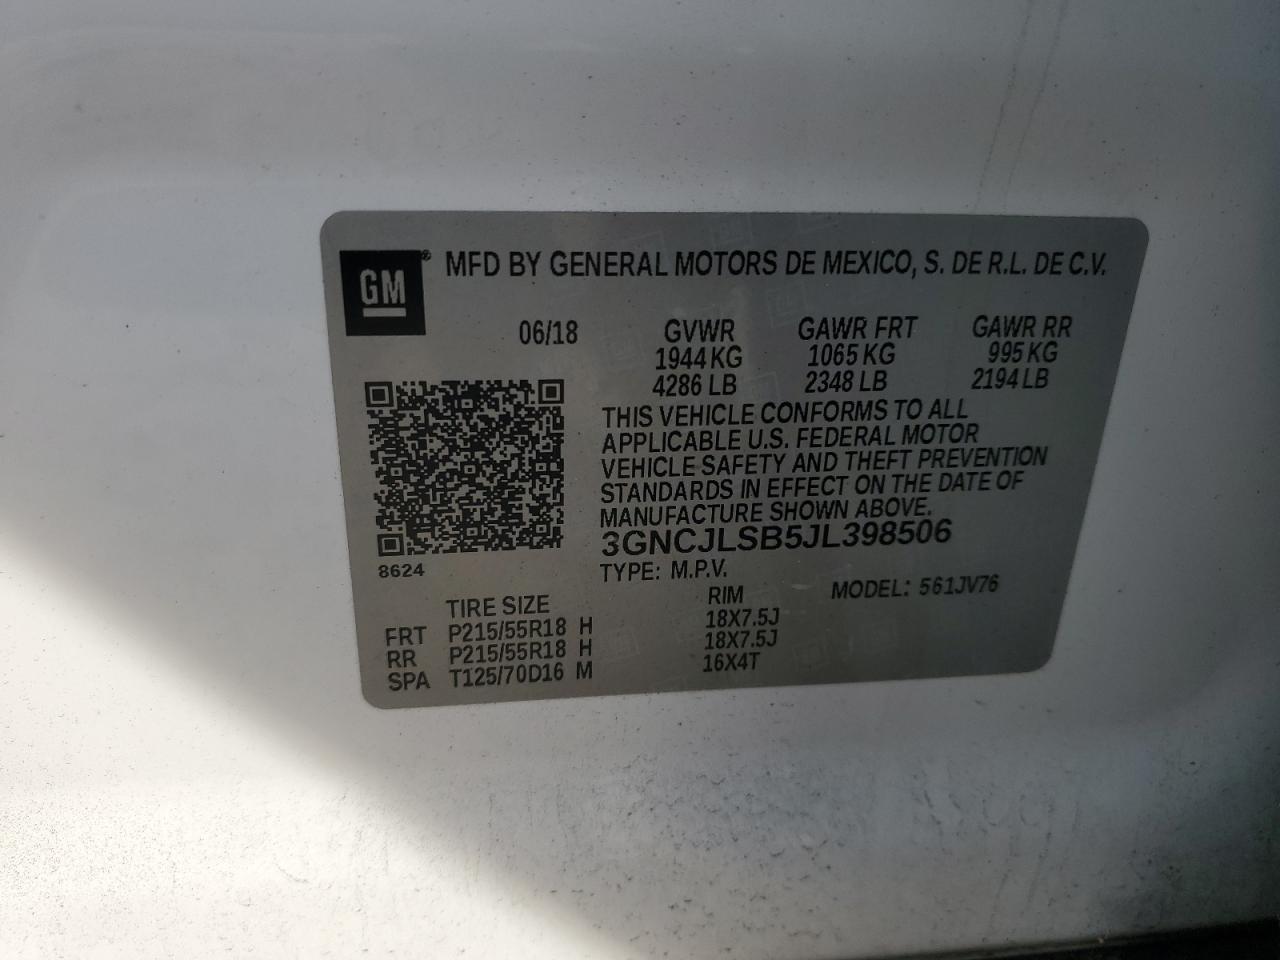 GM® MFD BY GENERAL MOTORS DE MEXICO, S. DE R.L. DE C.V.
06/18 GVWR GAWR FRT GAWR RR
1944 KG 1065 KG 995 KG
4286 LB 2348 LB 2194 LB
THIS VEHICLE CONFORMS TO ALL
APPLICABLE U.S. FEDERAL MOTOR
VEHICLE SAFETY AND THEFT PREVENTION
STANDARDS IN EFFECT ON THE DATE OF
MANUFACTURE SHOWN ABOVE.
3GNCJLSB5JL398506
8624 TYPE: M.P.V.
TIRE SIZE RIM MODEL: 561JV76
FRT P215/55R18 H 18X7.5J
RR P215/55R18 H 18X7.5J
SPA T125/70D16 M 16X4T